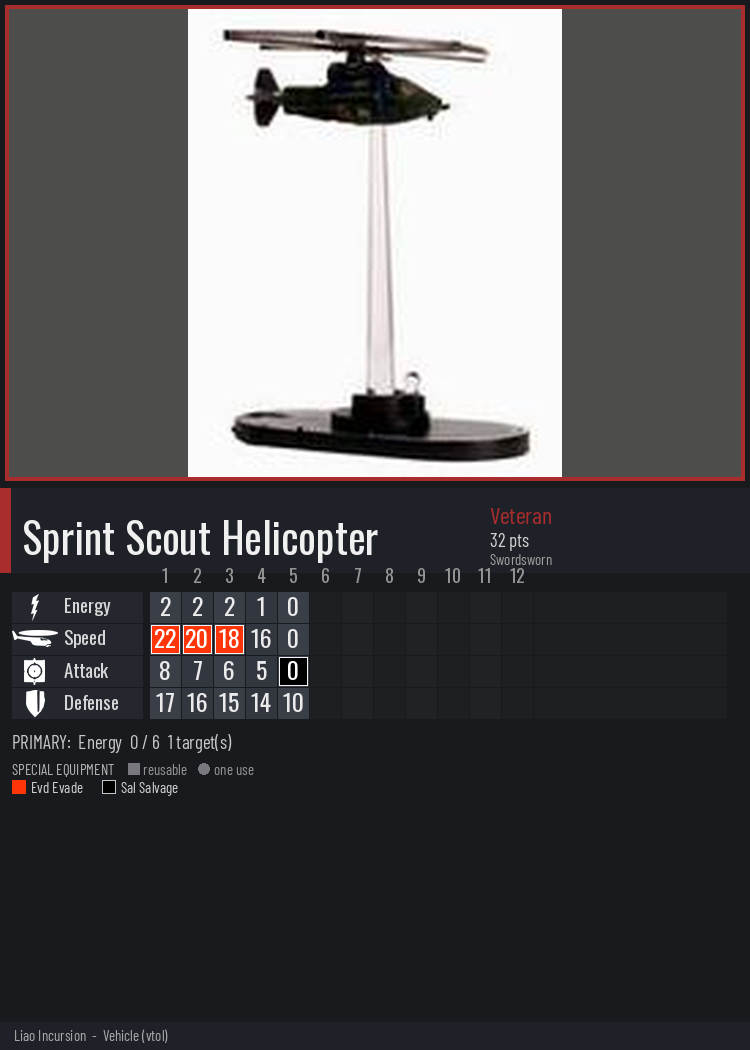 Sprint Scout Helicopter
Veteran
32 pts
Swordsworn
1 2 3 4 5 6 7 8 9 10 11 12
Energy 2 2 2 1 0
Speed 22 20 18 16 0
Attack 8 7 6 5 0
Defense 17 16 15 14 10
PRIMARY: Energy 0 / 6 1 target(s)
SPECIAL EQUIPMENT reusable one use
Evd Evade Sal Salvage
Liao Incursion - Vehicle (vtol)